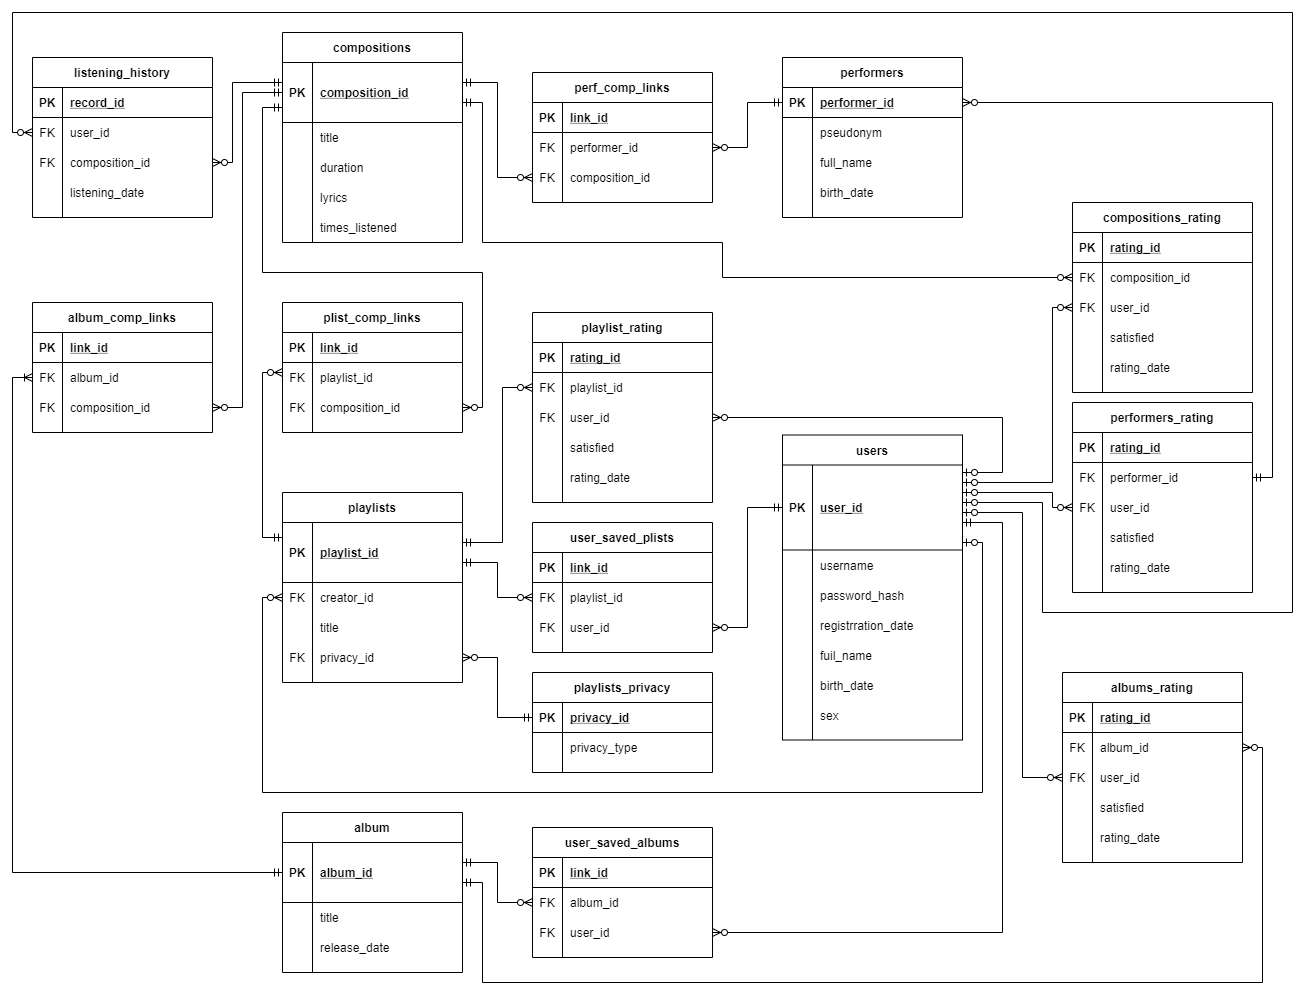 listening_history
PK record_id
FK user_id
FK composition_id
listening_date
compositions
PK composition_id
title
duration
lyrics
times_listened
perf_comp_links
PK link_id
FK performer_id
FK composition_id
performers
PK performer_id
pseudonym
full_name
birth_date
compositions_rating
PK rating_id
FK composition_id
FK user_id
satisfied
rating_date
album_comp_links
PK link_id
FK album_id
FK composition_id
plist_comp_links
PK link_id
FK playlist_id
FK composition_id
playlist_rating
PK rating_id
FK playlist_id
FK user_id
satisfied
rating_date
performers_rating
PK rating_id
FK performer_id
FK user_id
satisfied
rating_date
playlists
PK playlist_id
FK creator_id
title
FK privacy_id
user_saved_plists
PK link_id
FK playlist_id
FK user_id
users
PK user_id
username
password_hash
registrration_date
fuil_name
birth_date
sex
playlists_privacy
PK privacy_id
privacy_type
albums_rating
PK rating_id
FK album_id
FK user_id
satisfied
rating_date
album
PK album_id
title
release_date
user_saved_albums
PK link_id
FK album_id
FK user_id